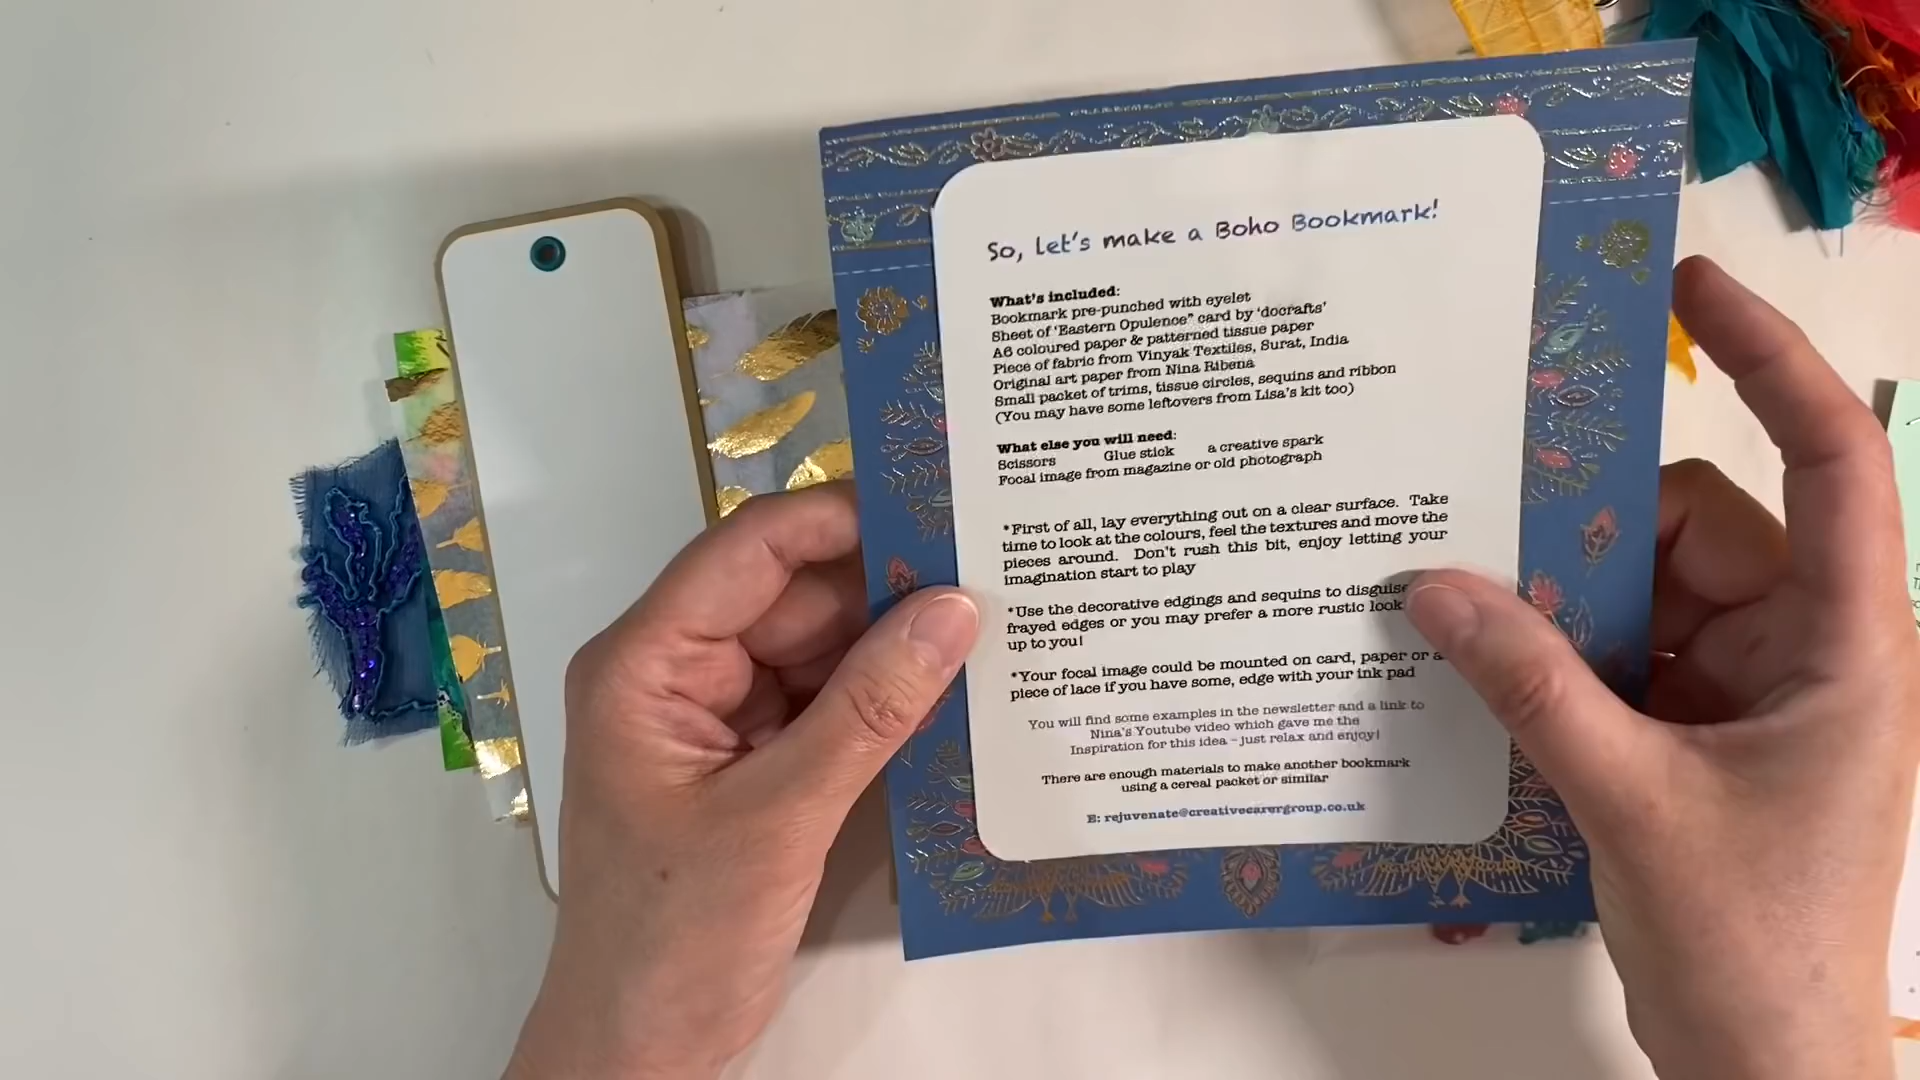 So, Let's make a Boho Bookmark!
What's included:
Bookmark pre-punched with eyelet
Sheet of 'Eastern Opulence" card by 'docrafts'
A6 coloured paper & patterned tissue paper
Piece of fabric from Vinyak Textiles, Surat, India
Original art paper from Nina Ribena
Small packet of trims, tissue circles, sequins and ribbon
(You may have some leftovers from Lisa's kit too)
What else you will need:
Scissors Glue stick a creative spark
Focal image from magazine or old photograph
*First of all, lay everything out on a clear surface. Take
time to look at the colours, feel the textures and move the
pieces around. Don't rush this bit, enjoy letting your
imagination start to play
*Use the decorative edgings and sequins to disguise
frayed edges or you may prefer a more rustic look
up to you!
*Your focal image could be mounted on card, paper or a
piece of lace if you have some, edge with your ink pad
You will find some examples in the newsletter and a link to
Nina's Youtube video which gave me the
Inspiration for this idea - just relax and enjoy!
There are enough materials to make another bookmark
using a cereal packet or similar
E: rejuvenate@creativecarergroup.co.uk